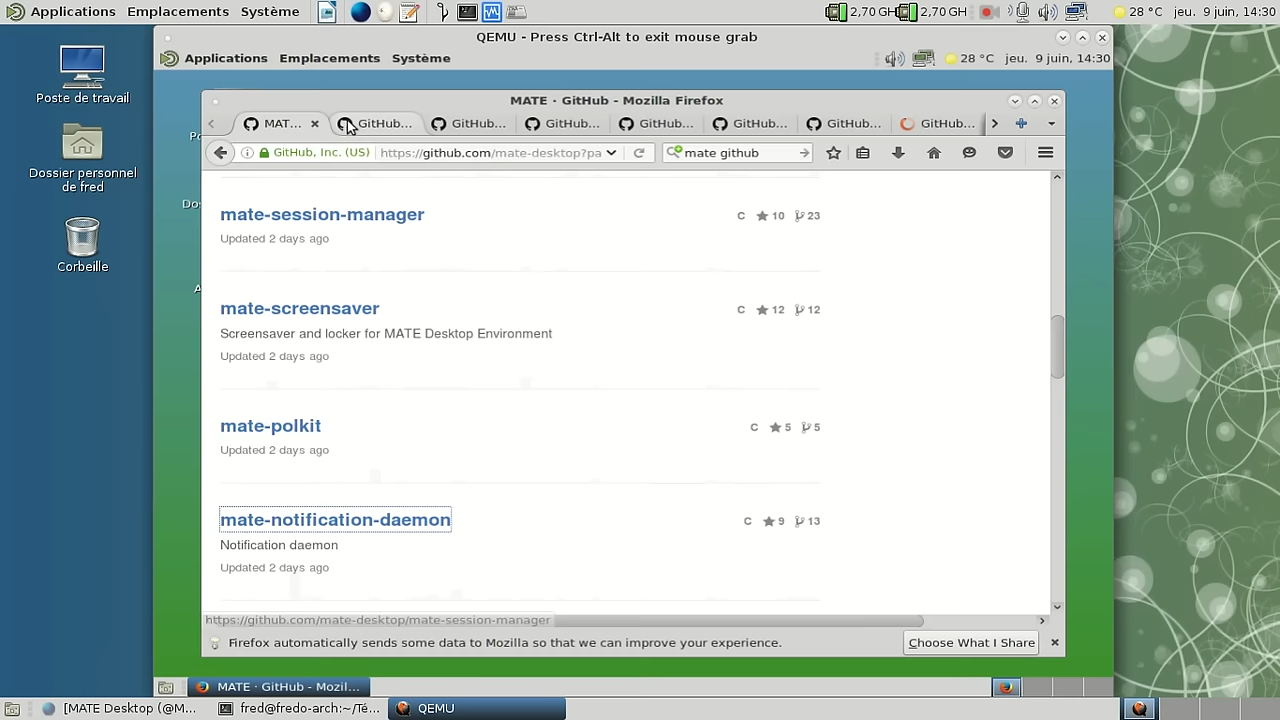 Applications Emplacements Système 2,70 GH 2,70 GH 28 °C jeu. 9 juin, 14:30
QEMU - Press Ctrl-Alt to exit mouse grab
Applications Emplacements Système 28 °C jeu. 9 juin, 14:30
Poste de travail
Dossier personnel
de fred
Corbeille
MATE · GitHub - Mozilla Firefox
MAT... GitHub... GitHub... GitHub... GitHub... GitHub... GitHub... GitHub...
GitHub, Inc. (US) https://github.com/mate-desktop?pa mate github
mate-session-manager C 10 23
Updated 2 days ago
mate-screensaver C 12 12
Screensaver and locker for MATE Desktop Environment
Updated 2 days ago
mate-polkit C 5 5
Updated 2 days ago
mate-notification-daemon C 9 13
Notification daemon
Updated 2 days ago
https://github.com/mate-desktop/mate-session-manager
Firefox automatically sends some data to Mozilla so that we can improve your experience. Choose What I Share
MATE · GitHub - Mozil...
[MATE Desktop (@M... fred@fredo-arch:~/Té... QEMU